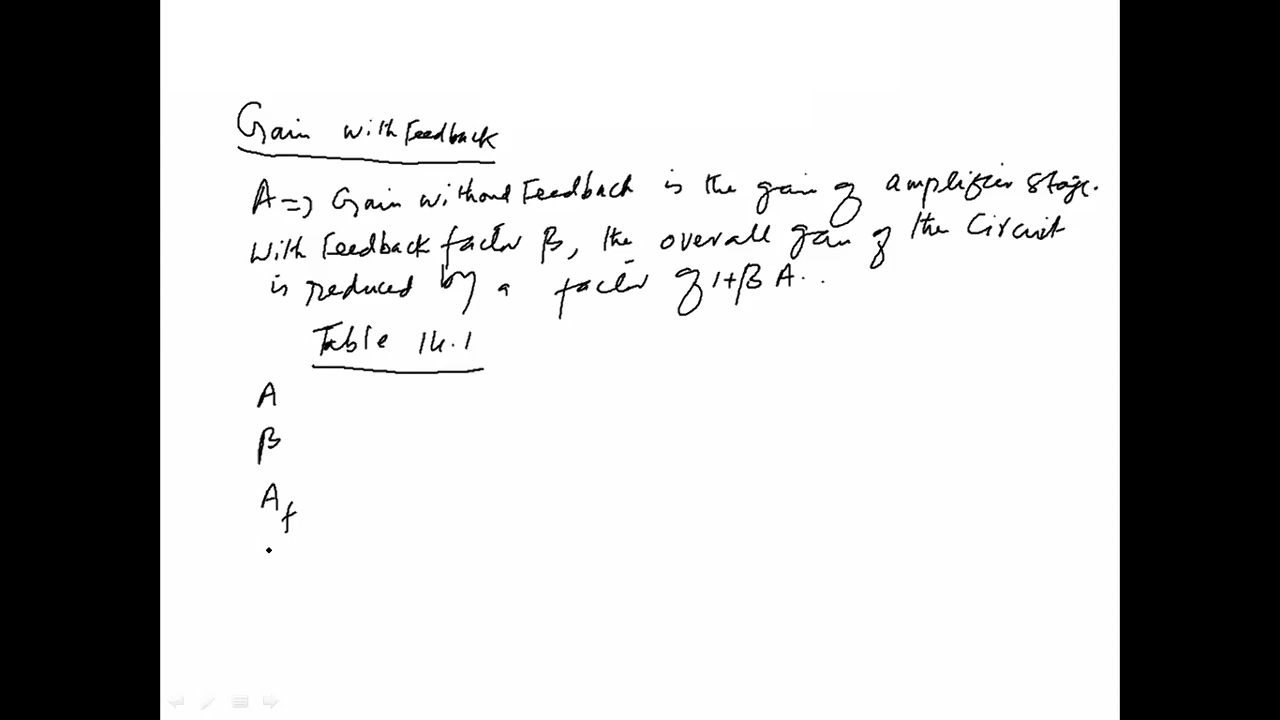 Gain with Feedback
A => Gain without Feedback is the gain of amplifier stage.
With Feedback factor β, the overall gain of the circuit
is reduced by a factor of 1+βA..
Table 14.1
A
β
Af